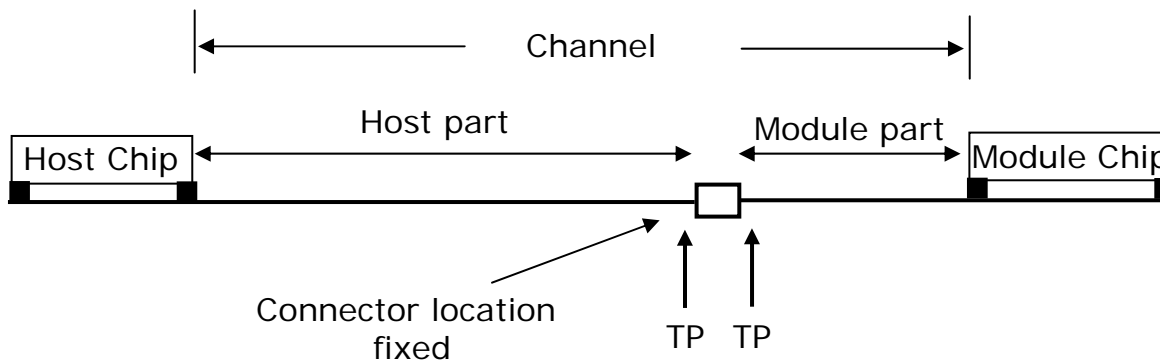 Channel
Host part
Module part
Host Chip
Module Chip
Connector location
fixed
TP
TP